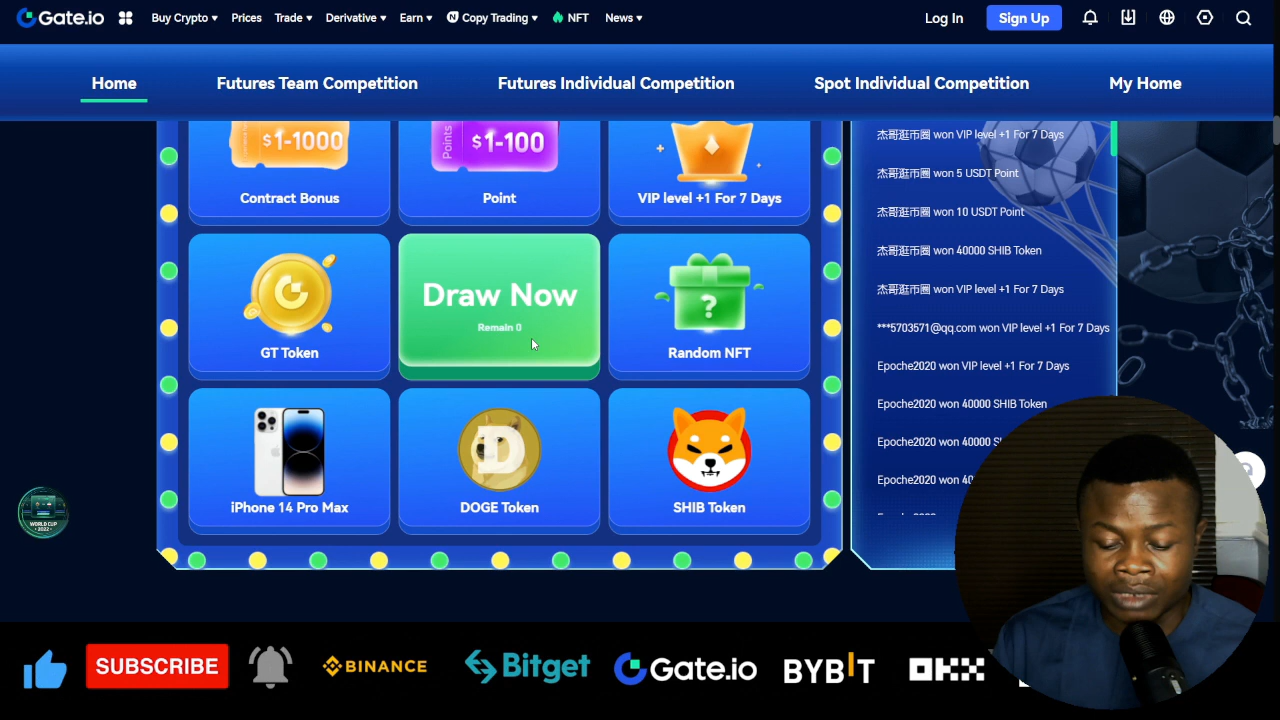 Gate.io Buy Crypto Prices Trade Derivative Earn Copy Trading NFT News Log In Sign Up
Home Futures Team Competition Futures Individual Competition Spot Individual Competition My Home
$1-1000
Contract Bonus
Points $1-100
Point
VIP level +1 For 7 Days
GT Token
Draw Now
Remain 0
Random NFT
iPhone 14 Pro Max
DOGE Token
SHIB Token
杰哥逛币圈 won VIP level +1 For 7 Days
杰哥逛币圈 won 5 USDT Point
杰哥逛币圈 won 10 USDT Point
杰哥逛币圈 won 40000 SHIB Token
杰哥逛币圈 won VIP level +1 For 7 Days
***5703571@qq.com won VIP level +1 For 7 Days
Epoche2020 won VIP level +1 For 7 Days
Epoche2020 won 40000 SHIB Token
Epoche2020 won 40000
Epoche2020 won
WORLD CUP
2022
SUBSCRIBE BINANCE Bitget Gate.io BYBIT OKX